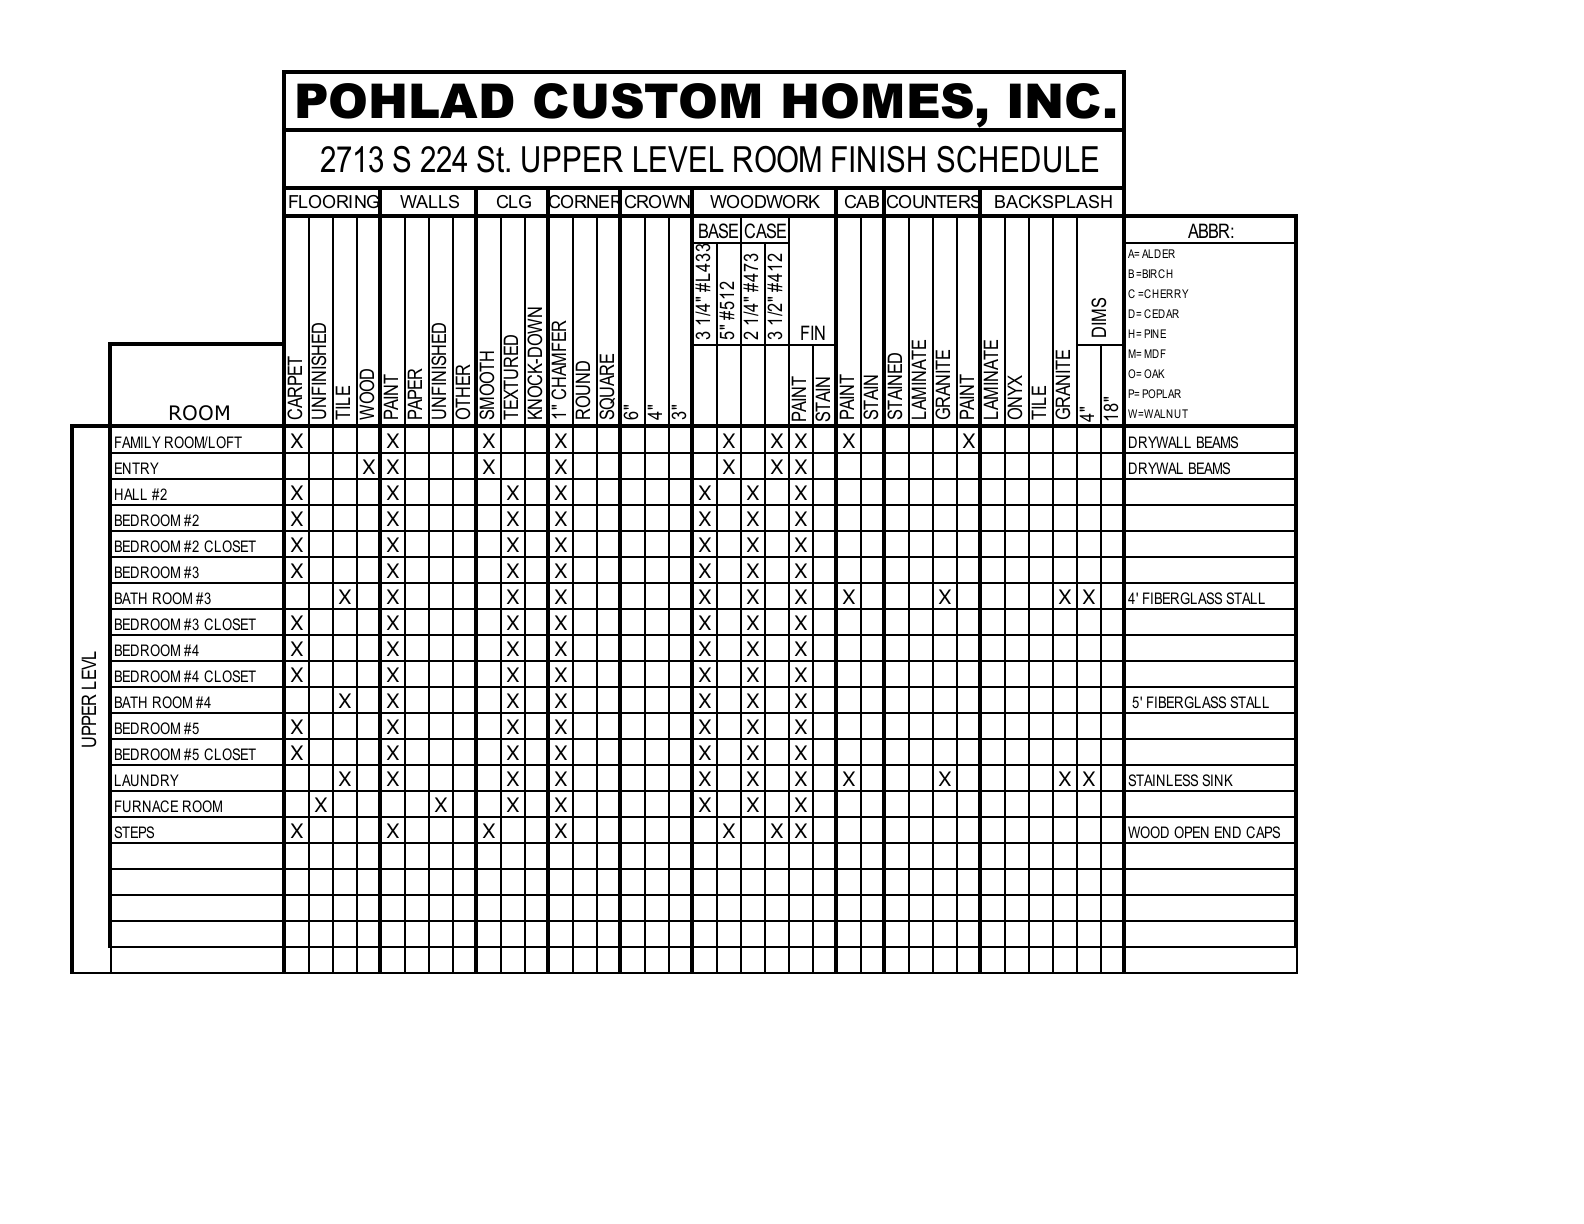 POHLAD CUSTOM HOMES, INC.
2713 S 224 St. UPPER LEVEL ROOM FINISH SCHEDULE
FLOORING WALLS CLG CORNER CROWN WOODWORK CAB COUNTERS BACKSPLASH
BASE CASE ABBR:
A= ALDER
B =BIRCH
C =CHERRY
D= CEDAR
H= PINE
M= MDF
O= OAK
P= POPLAR
W=WALNUT
3 1/4" #L433 5" #512 2 1/4" #473 3 1/2" #412 FIN DIMS
ROOM CARPET UNFINISHED TILE WOOD PAINT PAPER UNFINISHED OTHER SMOOTH TEXTURED KNOCK-DOWN 1" CHAMFER ROUND SQUARE 6" 4" 3" PAINT STAIN PAINT STAIN STAINED LAMINATE GRANITE PAINT LAMINATE ONYX TILE GRANITE 4" 18"
UPPER LEVL
FAMILY ROOM/LOFT X X X X X X X X X DRYWALL BEAMS
ENTRY X X X X X X X DRYWAL BEAMS
HALL #2 X X X X X X X
BEDROOM #2 X X X X X X X
BEDROOM #2 CLOSET X X X X X X X
BEDROOM #3 X X X X X X X
BATH ROOM #3 X X X X X X X X X X X 4' FIBERGLASS STALL
BEDROOM #3 CLOSET X X X X X X X
BEDROOM #4 X X X X X X X
BEDROOM #4 CLOSET X X X X X X X
BATH ROOM #4 X X X X X X X 5' FIBERGLASS STALL
BEDROOM #5 X X X X X X X
BEDROOM #5 CLOSET X X X X X X X
LAUNDRY X X X X X X X X X X X STAINLESS SINK
FURNACE ROOM X X X X X X X
STEPS X X X X X X X WOOD OPEN END CAPS